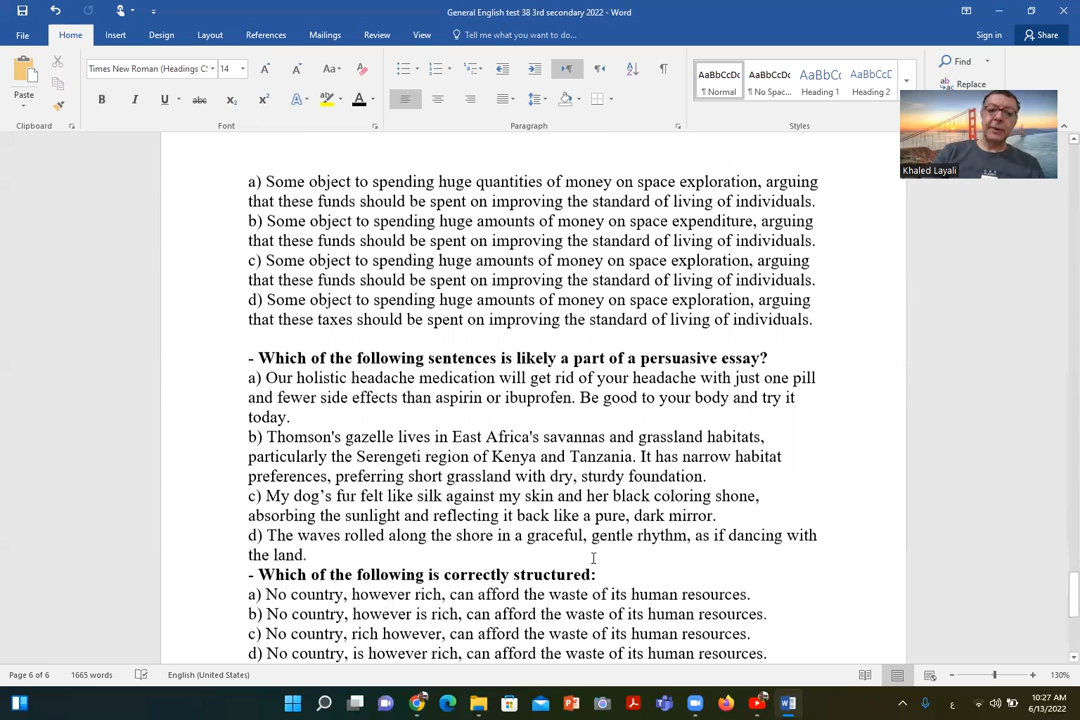 General English test 38 3rd secondary 2022 - Word
File Home Insert Design Layout References Mailings Review View Tell me what you want to do... Sign in Share
Paste
Times New Roman (Headings C: 14
Aa
B I U abc X₂ X² A A
AaBbCcDc AaBbCcDc AaBbC AaBbCcD
¶ Normal ¶ No Spac... Heading 1 Heading 2
Find
Replace
Clipboard Font Paragraph Styles
Khaled Layali
a) Some object to spending huge quantities of money on space exploration, arguing
that these funds should be spent on improving the standard of living of individuals.
b) Some object to spending huge amounts of money on space expenditure, arguing
that these funds should be spent on improving the standard of living of individuals.
c) Some object to spending huge amounts of money on space exploration, arguing
that these funds should be spent on improving the standard of living of individuals.
d) Some object to spending huge amounts of money on space exploration, arguing
that these taxes should be spent on improving the standard of living of individuals.
- Which of the following sentences is likely a part of a persuasive essay?
a) Our holistic headache medication will get rid of your headache with just one pill
and fewer side effects than aspirin or ibuprofen. Be good to your body and try it
today.
b) Thomson's gazelle lives in East Africa's savannas and grassland habitats,
particularly the Serengeti region of Kenya and Tanzania. It has narrow habitat
preferences, preferring short grassland with dry, sturdy foundation.
c) My dog's fur felt like silk against my skin and her black coloring shone,
absorbing the sunlight and reflecting it back like a pure, dark mirror.
d) The waves rolled along the shore in a graceful, gentle rhythm, as if dancing with
the land.
- Which of the following is correctly structured:
a) No country, however rich, can afford the waste of its human resources.
b) No country, however is rich, can afford the waste of its human resources.
c) No country, rich however, can afford the waste of its human resources.
d) No country, is however rich, can afford the waste of its human resources.
Page 6 of 6 1665 words English (United States) 130%
10:27 AM
6/13/2022